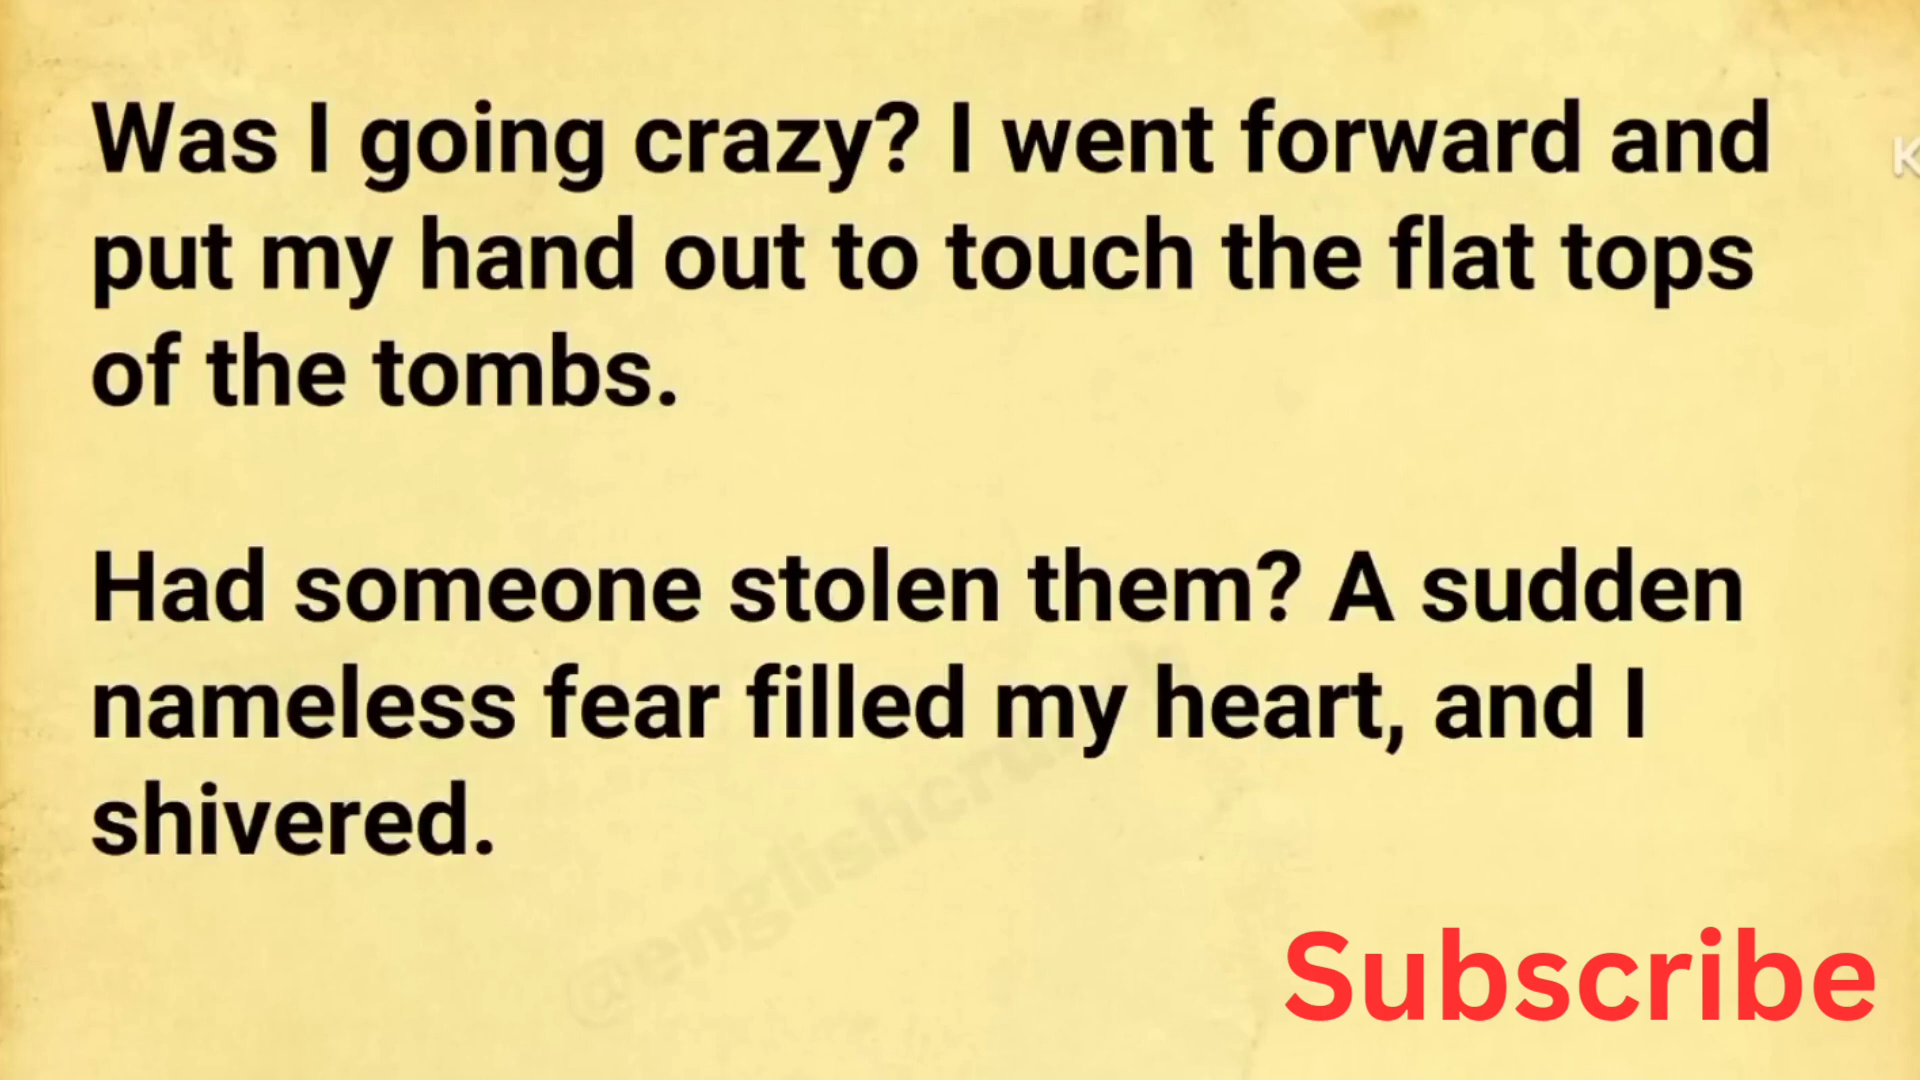 Was I going crazy? I went forward and
put my hand out to touch the flat tops
of the tombs.
Had someone stolen them? A sudden
nameless fear filled my heart, and I
shivered.
Subscribe